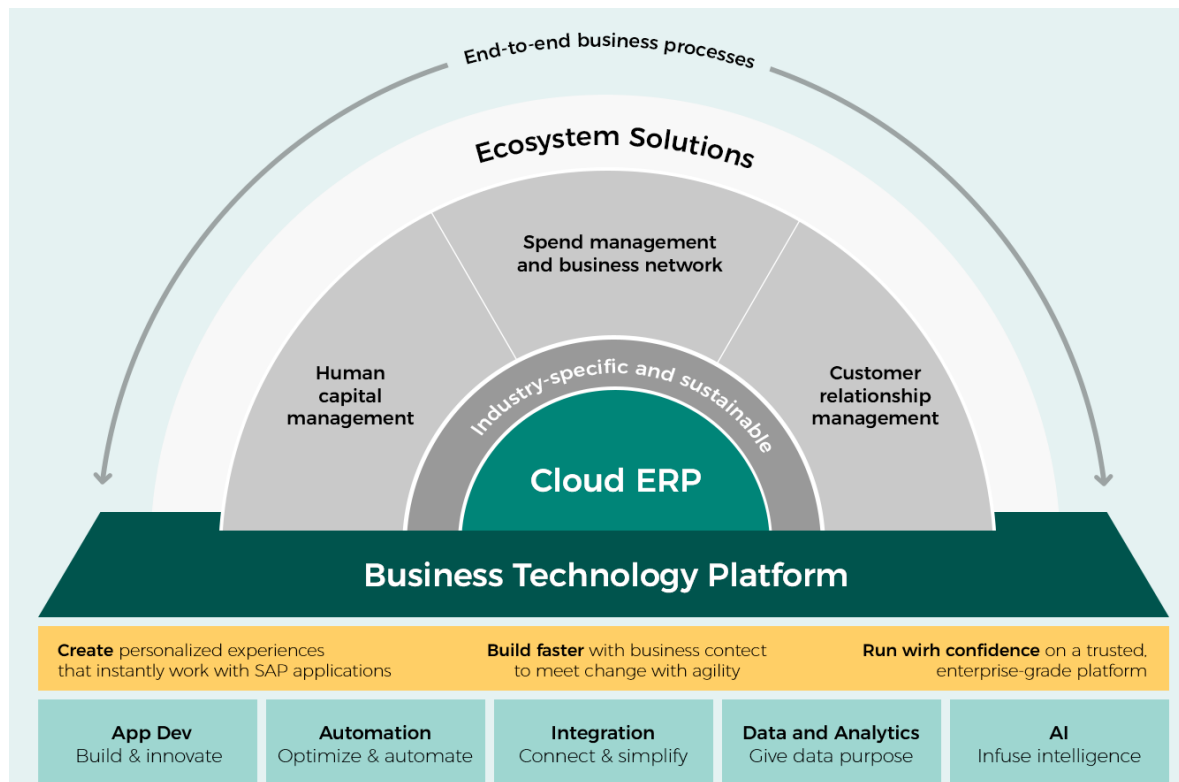 End-to-end business processes
Ecosystem Solutions
Spend management
and business network
Human
capital
management
Customer
relationship
management
Industry-specific and sustainable
Cloud ERP
Business Technology Platform
Create personalized experiences
that instantly work with SAP applications
Build faster with business contect
to meet change with agility
Run wirh confidence on a trusted,
enterprise-grade platform
App Dev
Build & innovate
Automation
Optimize & automate
Integration
Connect & simplify
Data and Analytics
Give data purpose
AI
Infuse intelligence